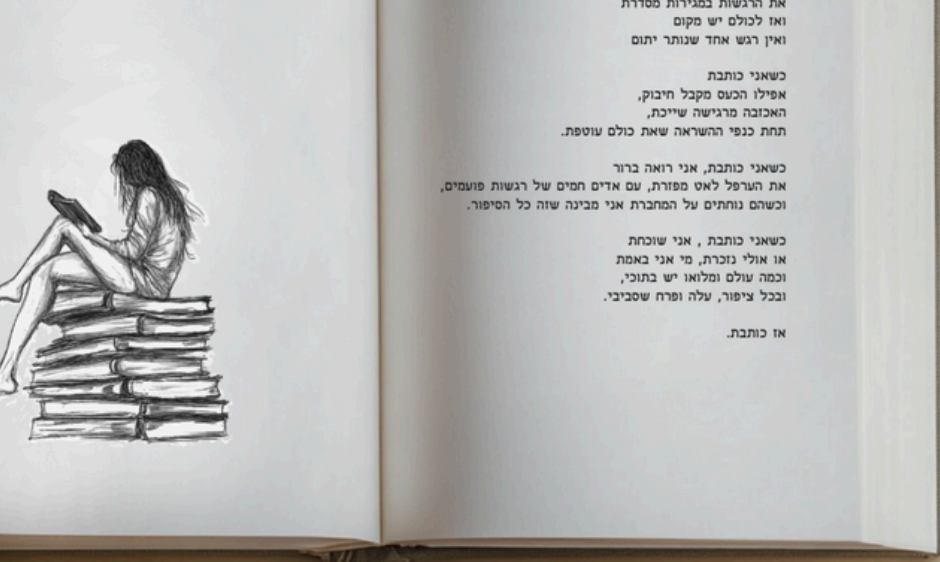 את הרגשות במגירות מסדרת
ואז לכולם יש מקום
ואין רגש אחד שנותר יתום
כשאני כותבת
אפילו הכעס מקבל חיבוק,
האכזבה מרגישה שייכת,
תחת כנפי ההשראה שאת כולם עוטפת.
כשאני כותבת, אני רואה ברור
את הערפל לאט מפזרת, עם אדים חמים של רגשות פועמים,
וכשהם נוחתים על המחברת אני מבינה שזה כל הסיפור.
כשאני כותבת , אני שוכחת
או אולי נזכרת, מי אני באמת
וכמה עולם ומלואו יש בתוכי,
ובכל ציפור, עלה ופרח שסביבי.
אז כותבת.